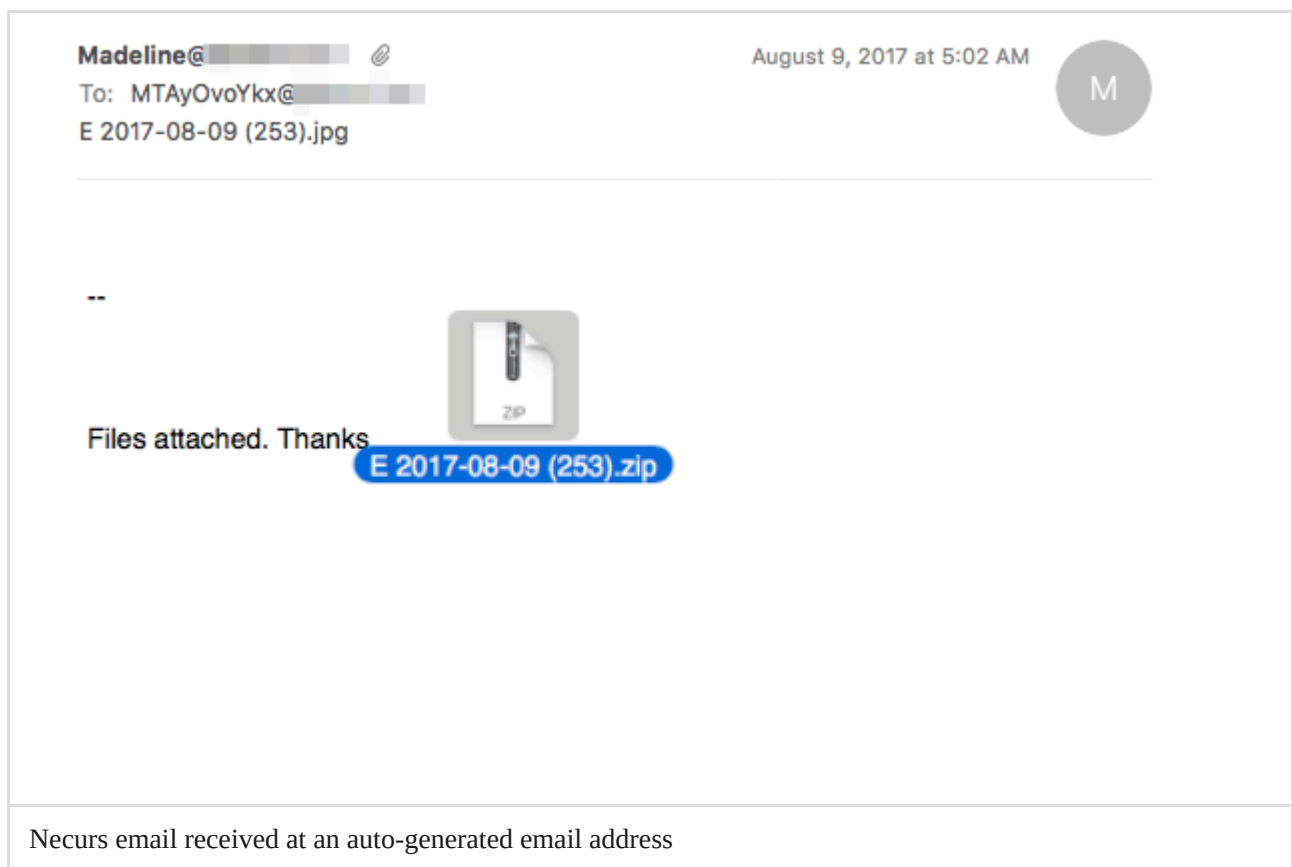 Madeline@
August 9, 2017 at 5:02 AM
M
To: MTAyOvoYkx@
E 2017-08-09 (253).jpg
--
ZIP
Files attached. Thanks
E 2017-08-09 (253).zip
Necurs email received at an auto-generated email address